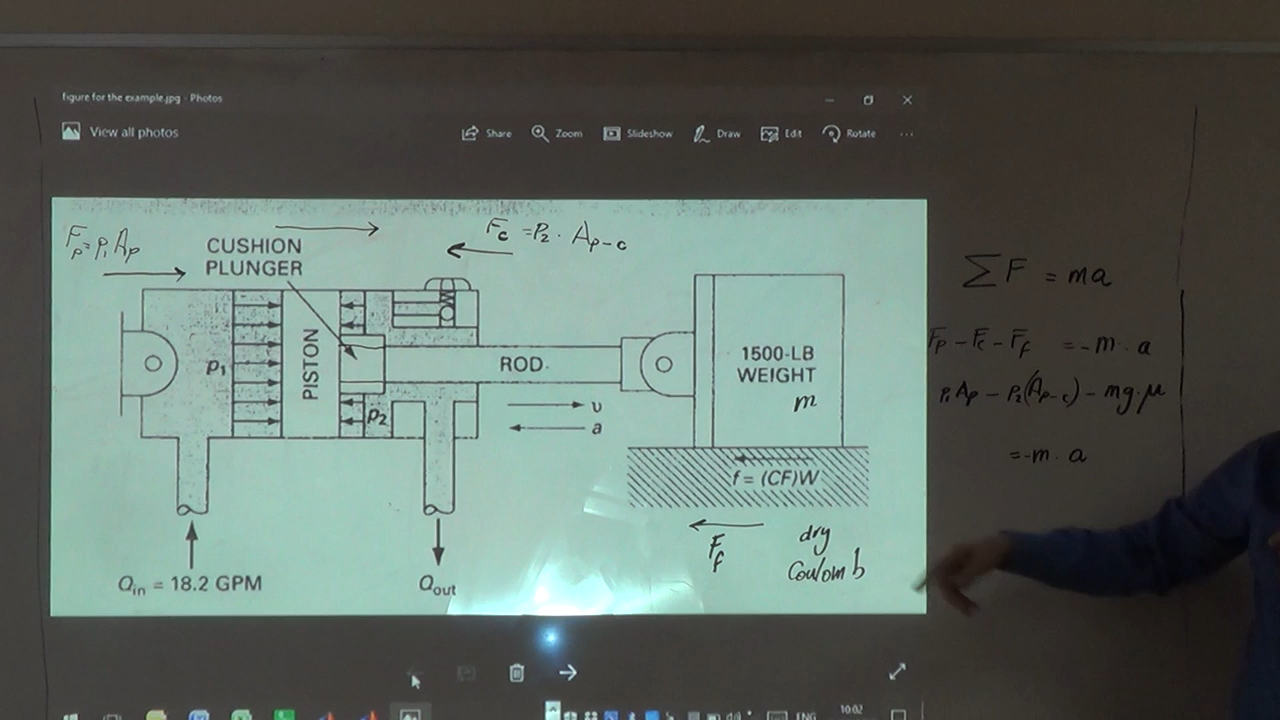 figure for the example.jpg - Photos
View all photos
Share Zoom Slideshow Draw Edit Rotate ...
Fp = P1 Ap
CUSHION
PLUNGER
Fc = P2 · Ap-c
p1
PISTON
p2
ROD
υ
a
1500-LB
WEIGHT
m
f = (CF)W
Ff
dry
Coulomb
Qin = 18.2 GPM
Qout
ΣF = ma
Fp - Fc - Ff = -m · a
P1 Ap - P2(Ap-c) - mg·μ
= -m · a
ENG
10:02